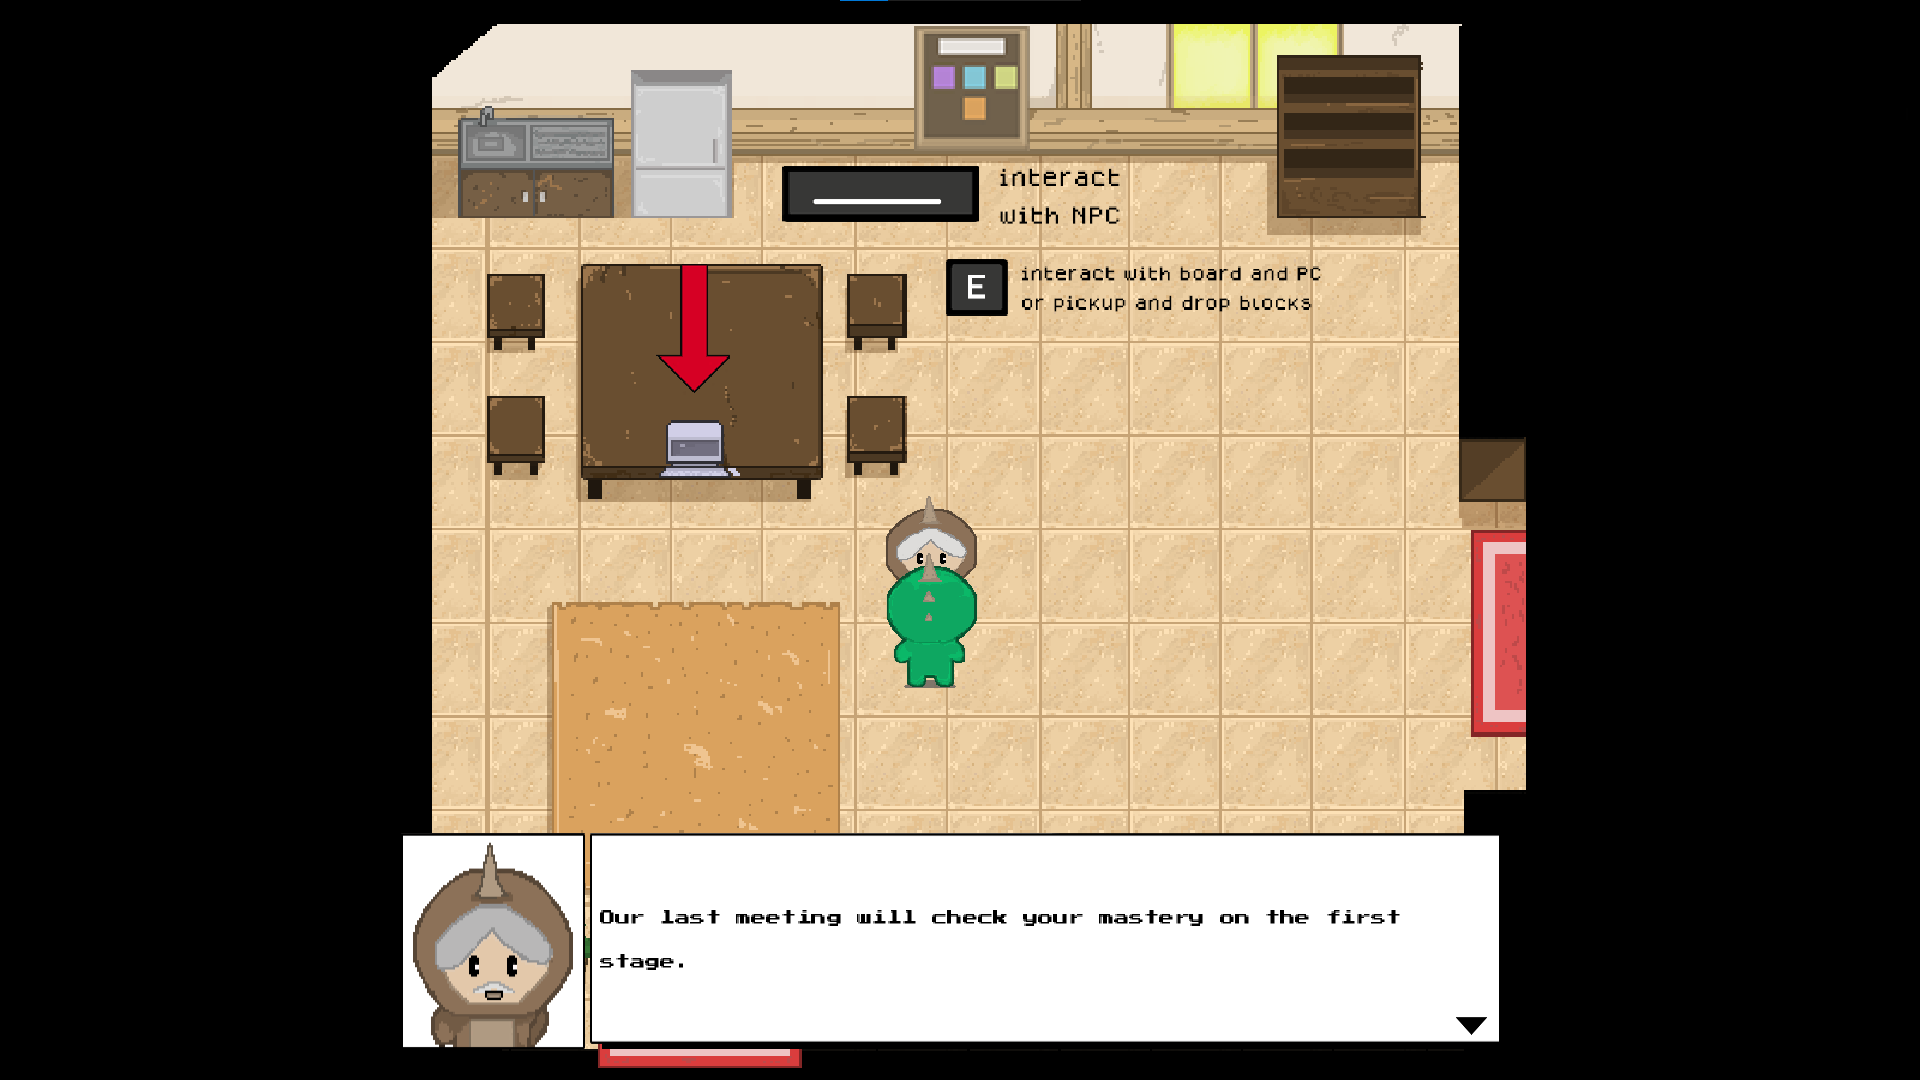 interact
with NPC
E
interact with board and PC
or pickup and drop blocks
Our last meeting will check your mastery on the first
stage.